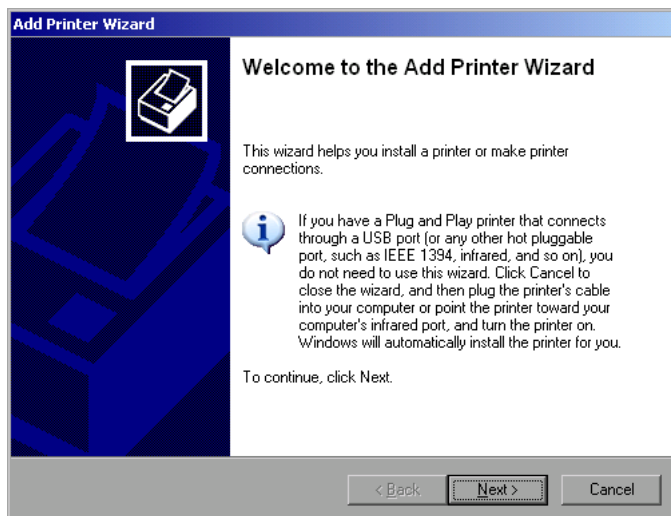 Add Printer Wizard
Welcome to the Add Printer Wizard
This wizard helps you install a printer or make printer
connections.
If you have a Plug and Play printer that connects
through a USB port (or any other hot pluggable
port, such as IEEE 1394, infrared, and so on), you
do not need to use this wizard. Click Cancel to
close the wizard, and then plug the printer's cable
into your computer or point the printer toward your
computer's infrared port, and turn the printer on.
Windows will automatically install the printer for you.
To continue, click Next.
< Back
Next >
Cancel